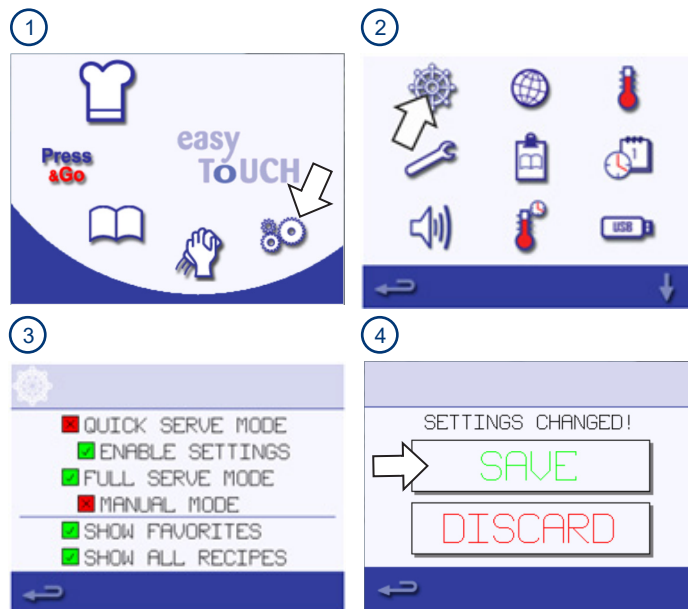 1
Press
&Go
easy
ToUCH
2
1
USB
3
QUICK SERVE MODE
ENABLE SETTINGS
FULL SERVE MODE
MANUAL MODE
SHOW FAVORITES
SHOW ALL RECIPES
4
SETTINGS CHANGED!
SAVE
DISCARD